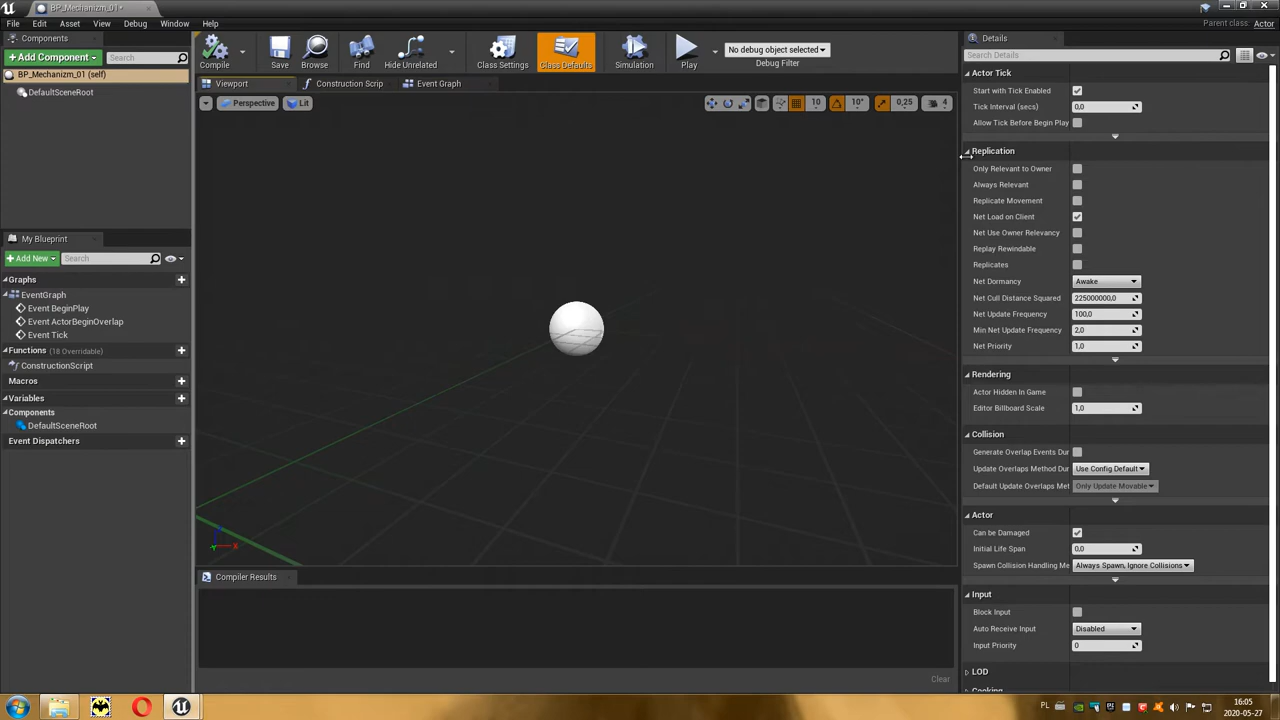 BP_Mechanizm_01*
File Edit Asset View Debug Window Help
Parent class: Actor
Components
+Add Component Search
BP_Mechanizm_01 (self)
DefaultSceneRoot
My Blueprint
+Add New Search
Graphs
EventGraph
Event BeginPlay
Event ActorBeginOverlap
Event Tick
Functions (18 Overridable)
ConstructionScript
Macros
Variables
Components
DefaultSceneRoot
Event Dispatchers
Compile Save Browse Find Hide Unrelated Class Settings Class Defaults Simulation Play
No debug object selected
Debug Filter
Viewport Construction Scrip Event Graph
Perspective Lit 10 10° 0,25 4
X Y
Compiler Results
Clear
Details
Search Details
Actor Tick
Start with Tick Enabled
Tick Interval (secs) 0,0
Allow Tick Before Begin Play
Replication
Only Relevant to Owner
Always Relevant
Replicate Movement
Net Load on Client
Net Use Owner Relevancy
Replay Rewindable
Replicates
Net Dormancy Awake
Net Cull Distance Squared 225000000,0
Net Update Frequency 100,0
Min Net Update Frequency 2,0
Net Priority 1,0
Rendering
Actor Hidden In Game
Editor Billboard Scale 1,0
Collision
Generate Overlap Events Dur
Update Overlaps Method Dur Use Config Default
Default Update Overlaps Met Only Update Movable
Actor
Can be Damaged
Initial Life Span 0,0
Spawn Collision Handling Me Always Spawn, Ignore Collisions
Input
Block Input
Auto Receive Input Disabled
Input Priority 0
LOD
Cooking
PL
16:05
2020-05-27